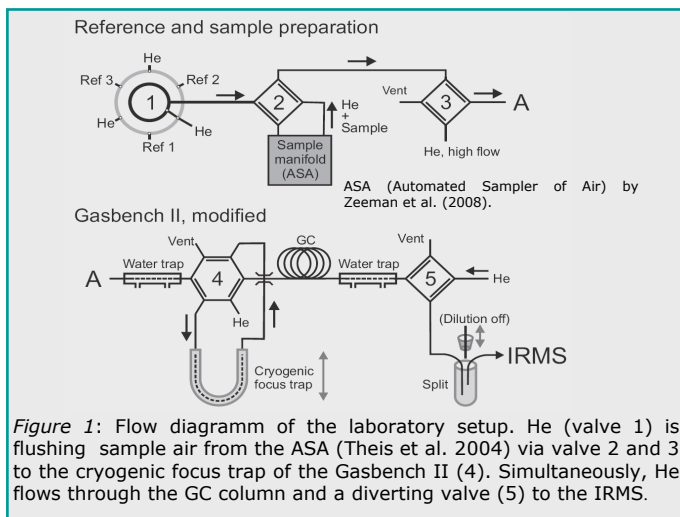 Reference and sample preparation
He
Ref 3
Ref 2
1
He
He
Ref 1
2
He
+
Sample
Sample
manifold
(ASA)
Vent
3
A
He, high flow
ASA (Automated Sampler of Air) by
Zeeman et al. (2008).
Gasbench II, modified
A
Water trap
Vent
4
He
GC
Water trap
Vent
5
He
(Dilution off)
Cryogenic
focus trap
Split
IRMS
Figure 1: Flow diagramm of the laboratory setup. He (valve 1) is
flushing sample air from the ASA (Theis et al. 2004) via valve 2 and 3
to the cryogenic focus trap of the Gasbench II (4). Simultaneously, He
flows through the GC column and a diverting valve (5) to the IRMS.